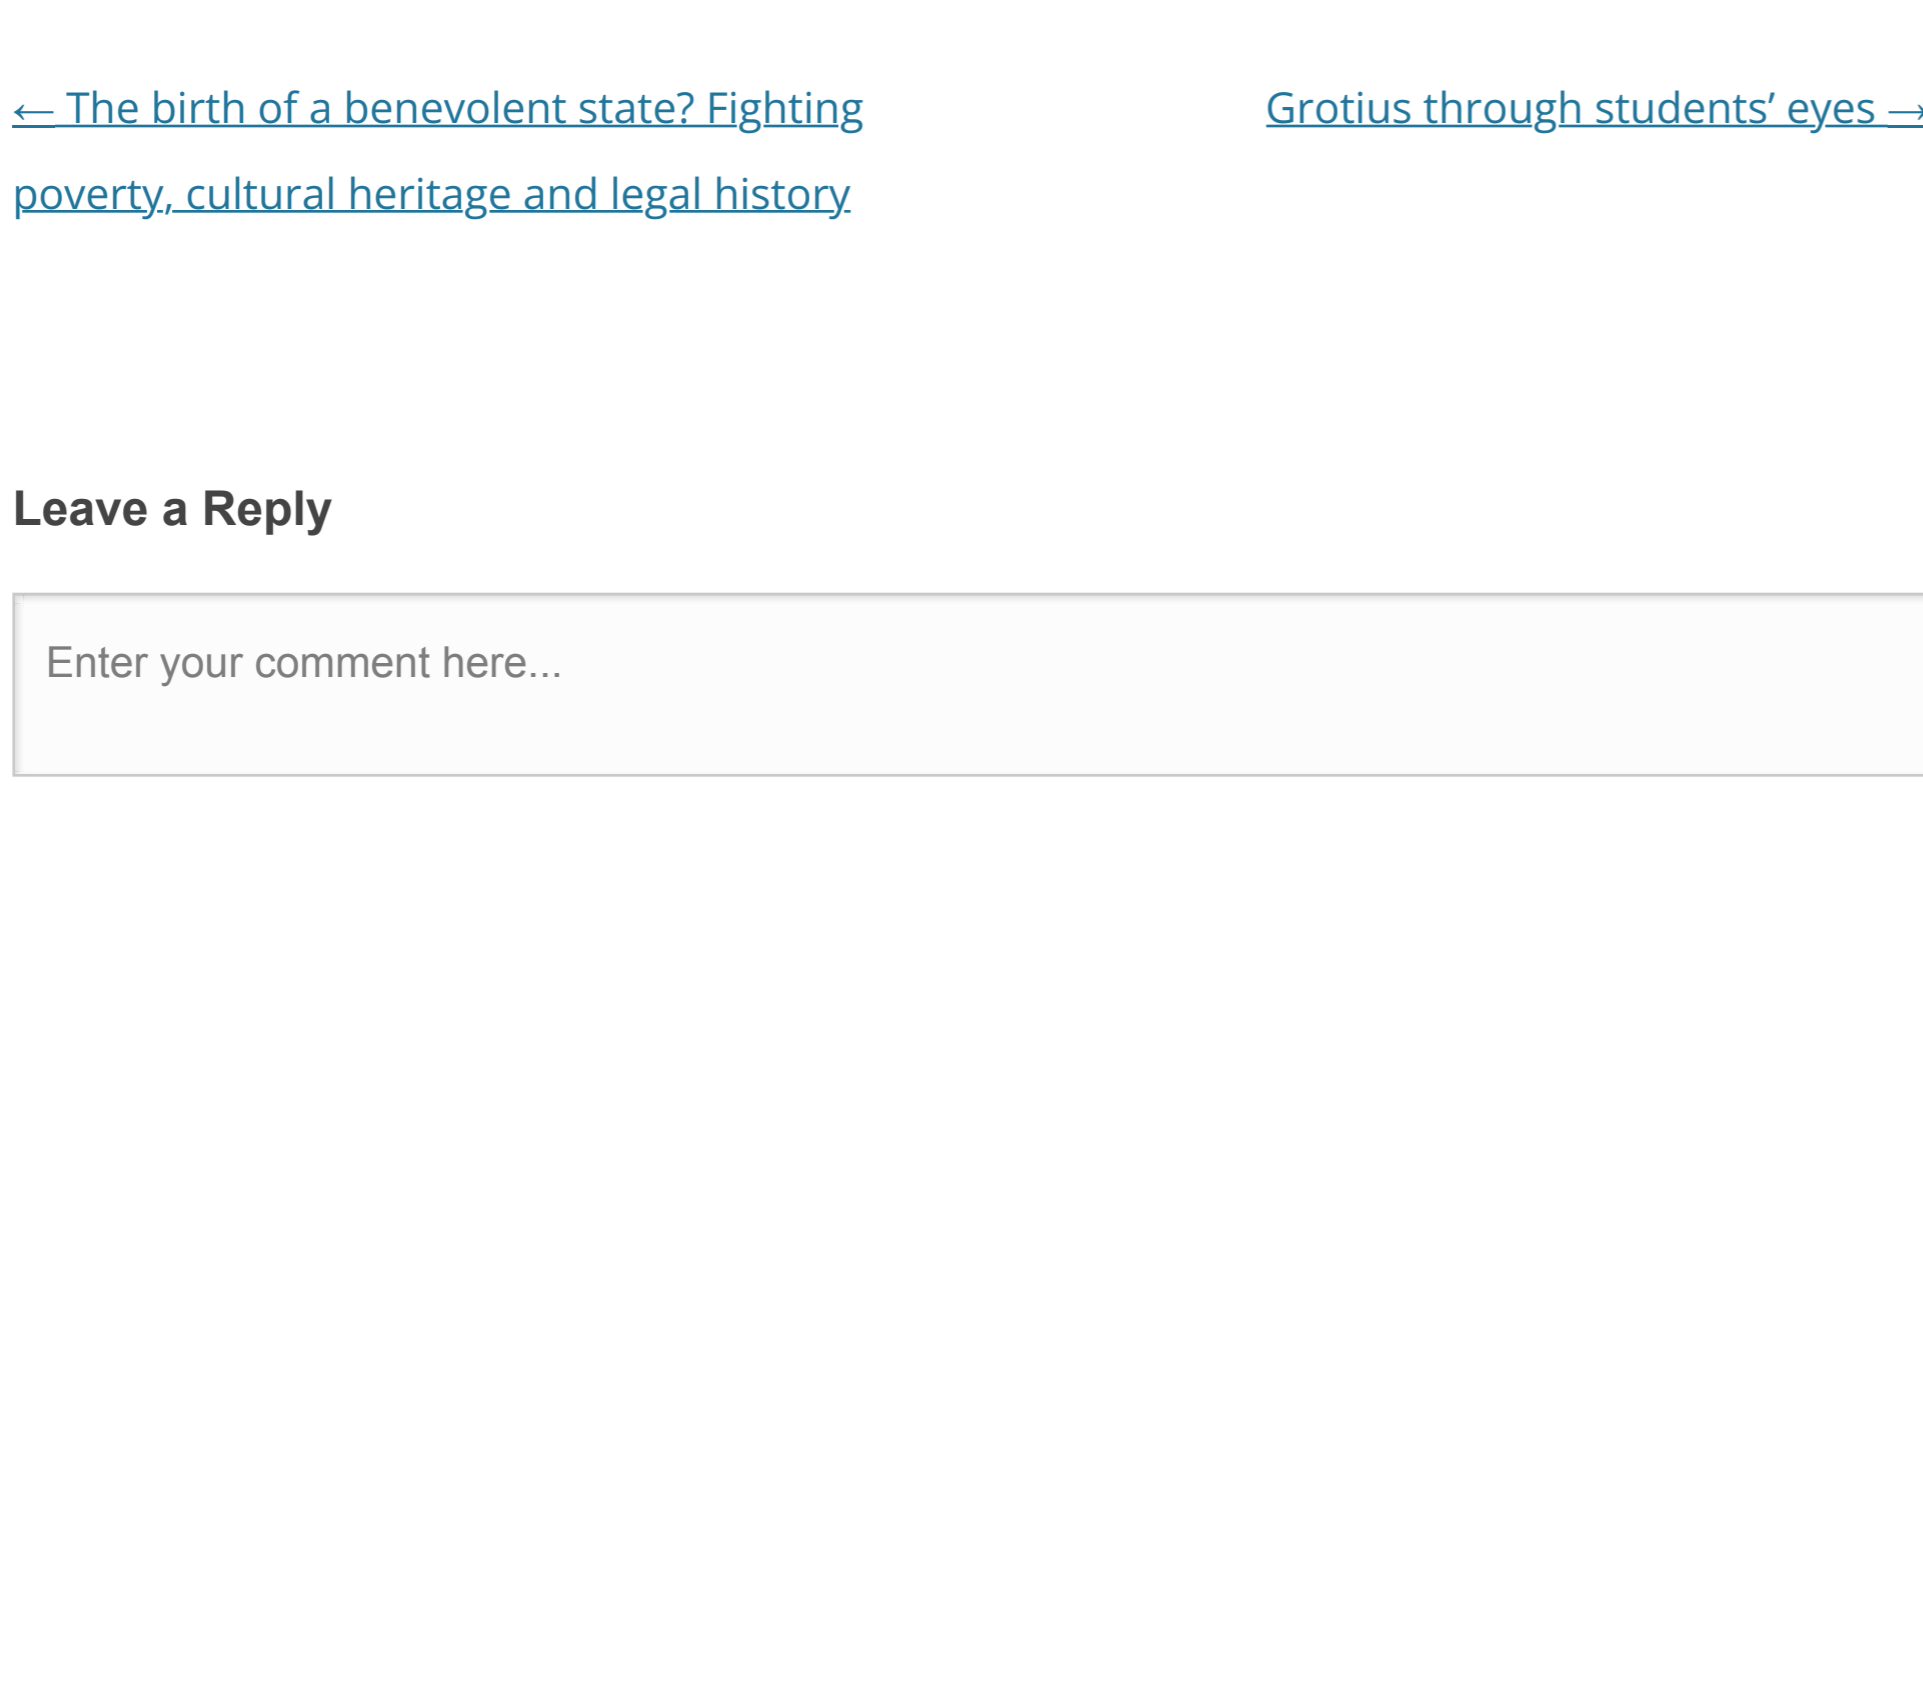 ← The birth of a benevolent state? Fighting
poverty, cultural heritage and legal history
Grotius through students’ eyes →
Leave a Reply
Enter your comment here...